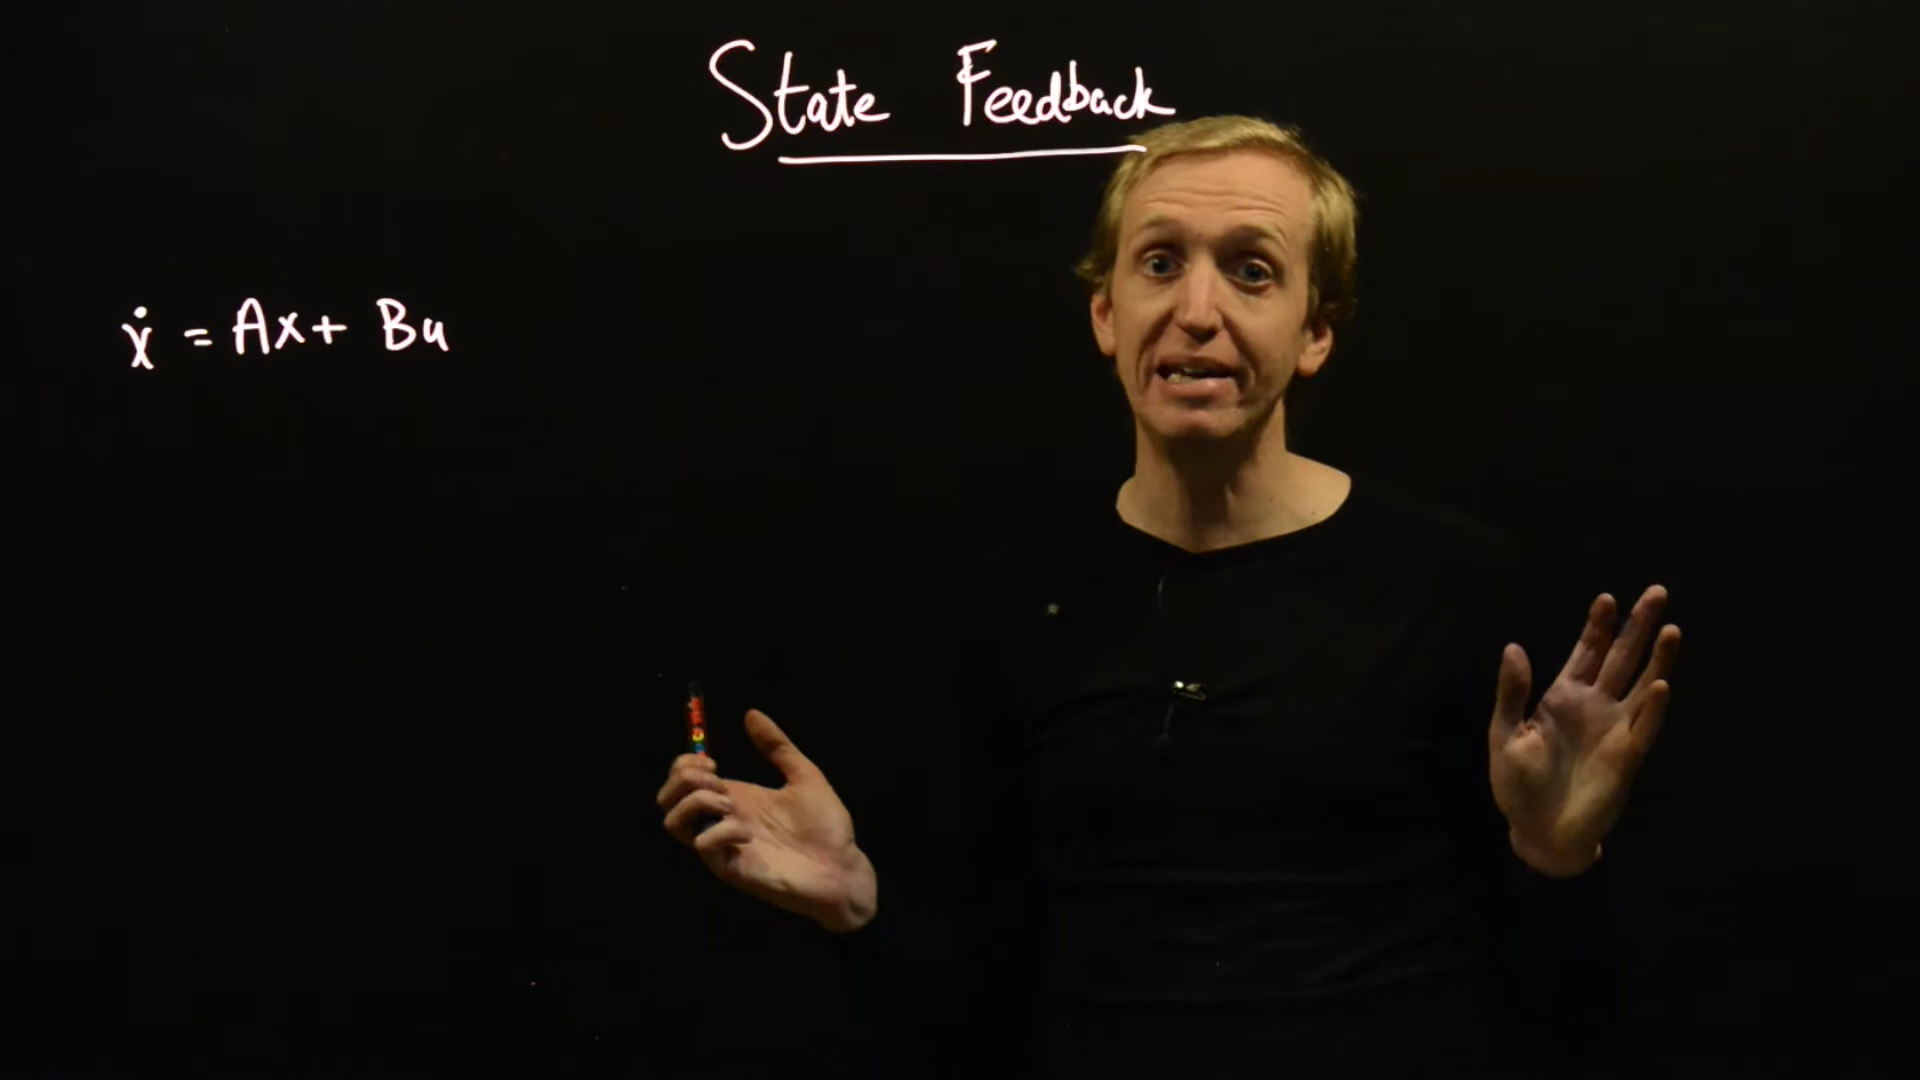 State Feedback
ẋ = Ax + Bu